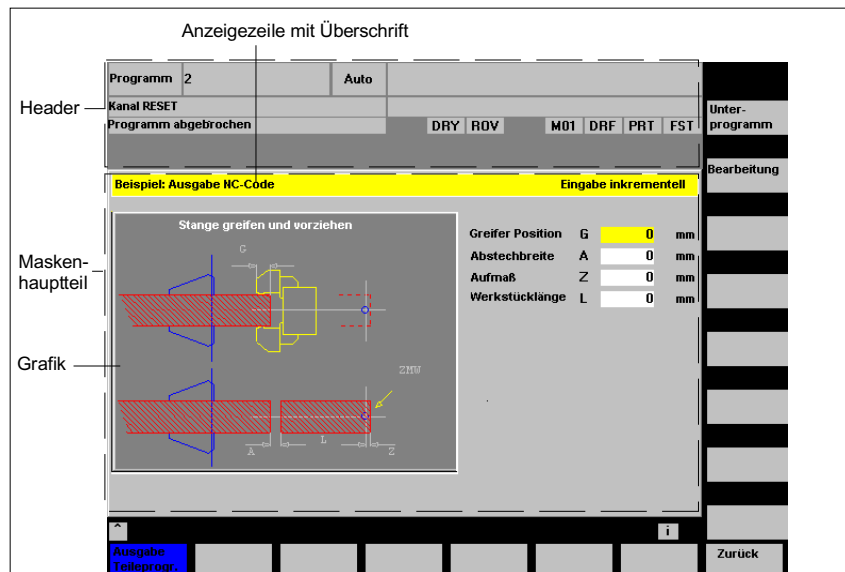 Anzeigezeile mit Überschrift
Header
Programm 2 Auto
Kanal RESET
Programm abgebrochen DRY ROV M01 DRF PRT FST
Unter-
programm
Bearbeitung
Beispiel: Ausgabe NC-Code Eingabe inkrementell
Masken-
hauptteil
Grafik
Stange greifen und vorziehen
G
ZMW
A L Z
Greifer Position G 0 mm
Abstechbreite A 0 mm
Aufmaß Z 0 mm
Werkstücklänge L 0 mm
^ i
Ausgabe
Teileprogr.
Zurück